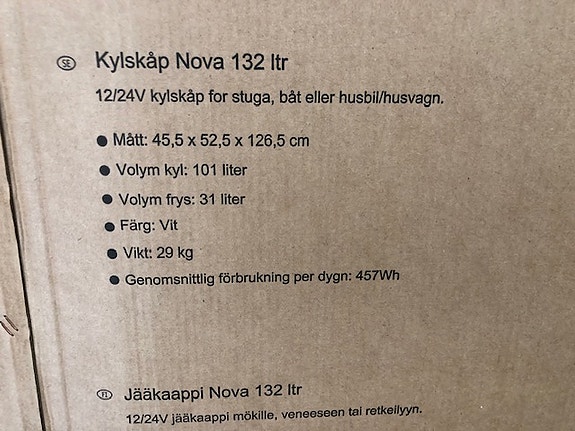 SE Kylskåp Nova 132 ltr
12/24V kylskåp for stuga, båt eller husbil/husvagn.
● Mått: 45,5 x 52,5 x 126,5 cm
● Volym kyl: 101 liter
● Volym frys: 31 liter
● Färg: Vit
● Vikt: 29 kg
● Genomsnittlig förbrukning per dygn: 457Wh
FI Jääkaappi Nova 132 ltr
12/24V jääkaappi mökille, veneeseen tai retkeilyyn.